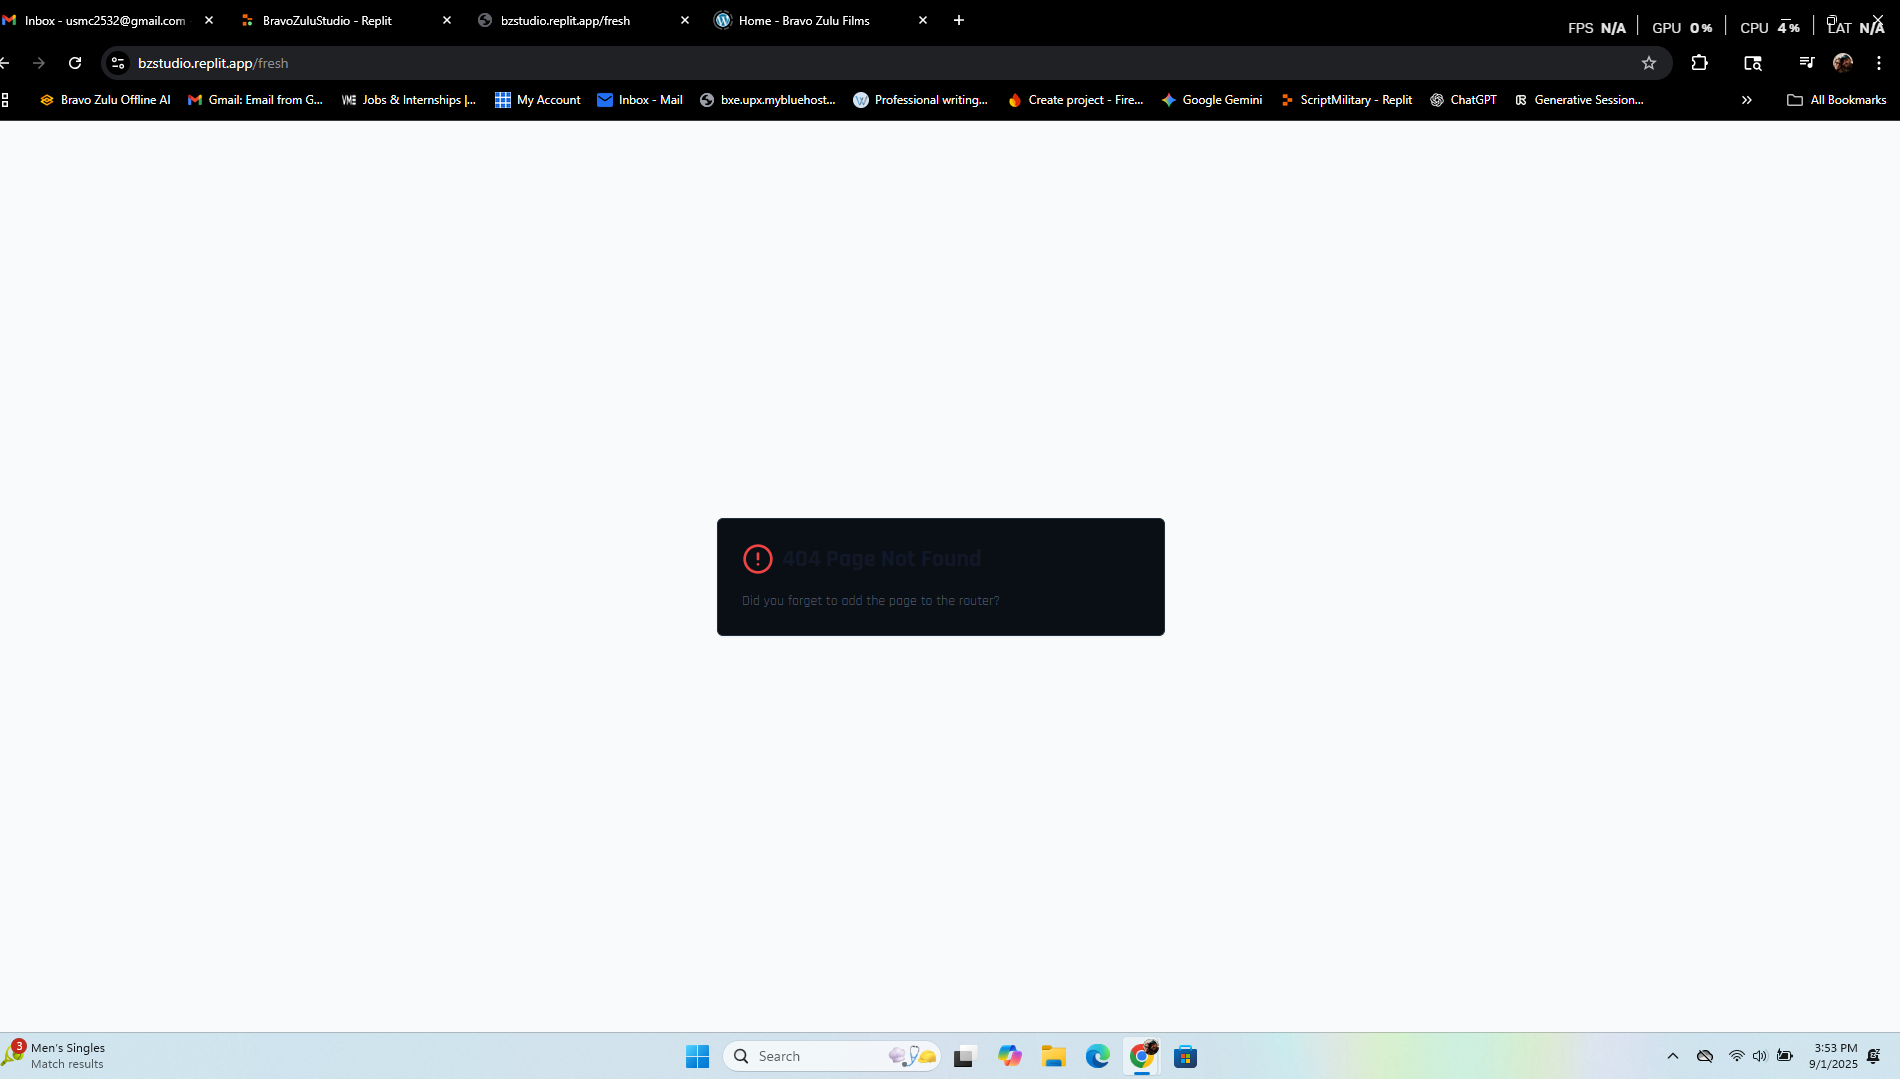 Inbox - usmc2532@gmail.com
BravoZuluStudio - Replit
bzstudio.replit.app/fresh
Home - Bravo Zulu Films
FPS N/A GPU 0% CPU 4% LAT N/A
bzstudio.replit.app/fresh
Bravo Zulu Offline AI
Gmail: Email from G...
VME Jobs & Internships |...
My Account
Inbox - Mail
bxe.upx.mybluehost...
Professional writing...
Create project - Fire...
Google Gemini
ScriptMilitary - Replit
ChatGPT
Generative Session...
All Bookmarks
404 Page Not Found
Did you forget to add the page to the router?
3
Men's Singles
Match results
Search
3:53 PM
9/1/2025